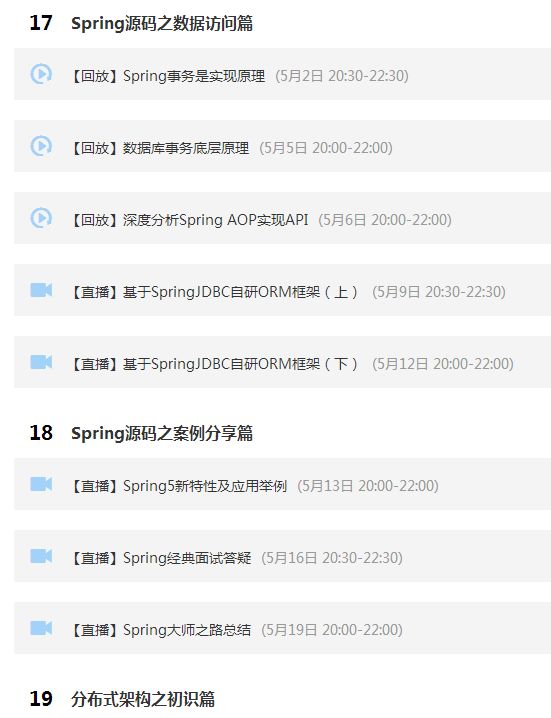 17 Spring源码之数据访问篇
【回放】Spring事务是实现原理 (5月2日 20:30-22:30)
【回放】数据库事务底层原理 (5月5日 20:00-22:00)
【回放】深度分析Spring AOP实现API (5月6日 20:00-22:00)
【直播】基于SpringJDBC自研ORM框架（上） (5月9日 20:30-22:30)
【直播】基于SpringJDBC自研ORM框架（下） (5月12日 20:00-22:00)
18 Spring源码之案例分享篇
【直播】Spring5新特性及应用举例 (5月13日 20:00-22:00)
【直播】Spring经典面试答疑 (5月16日 20:30-22:30)
【直播】Spring大师之路总结 (5月19日 20:00-22:00)
19 分布式架构之初识篇